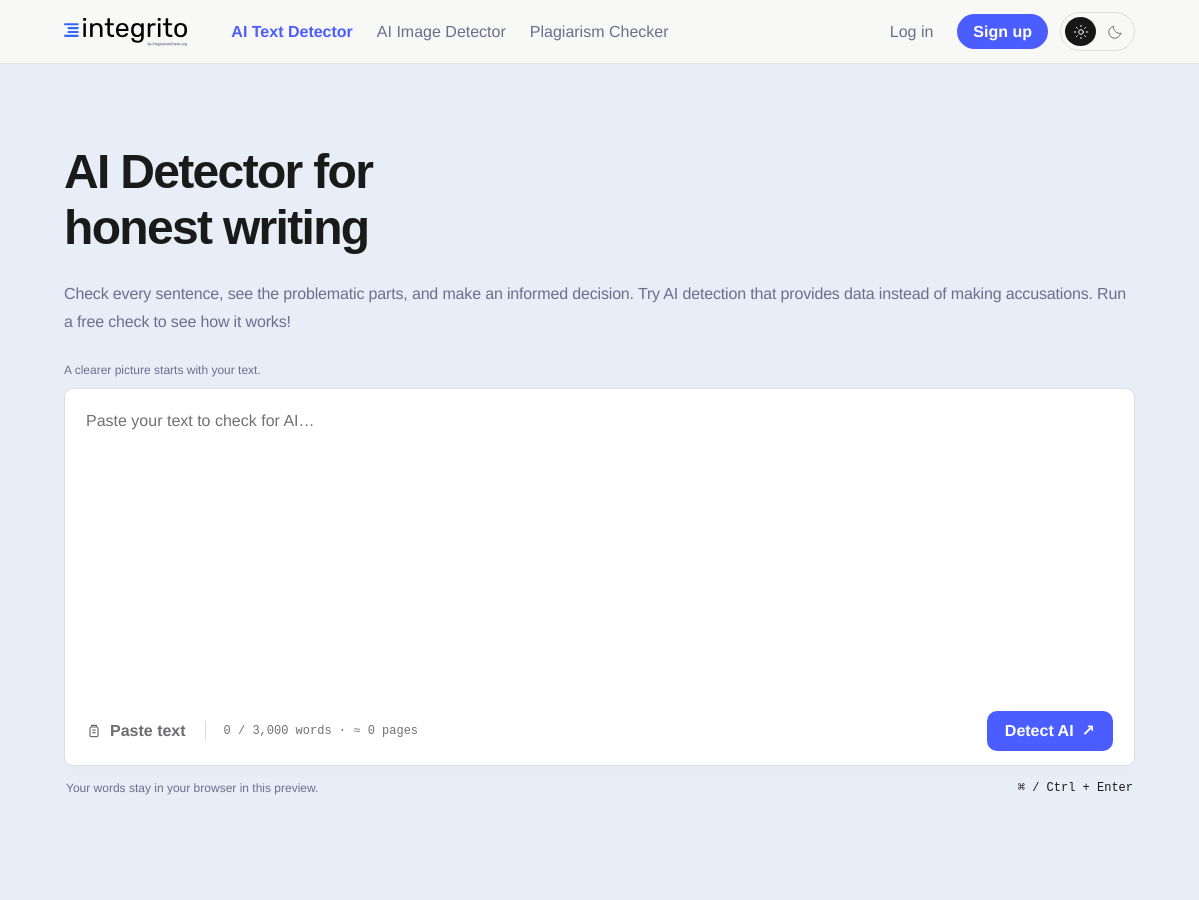 integrito
by PlagiarismCheck.org
AI Text Detector
AI Image Detector
Plagiarism Checker
Log in
Sign up
AI Detector for
honest writing
Check every sentence, see the problematic parts, and make an informed decision. Try AI detection that provides data instead of making accusations. Run
a free check to see how it works!
A clearer picture starts with your text.
Paste your text to check for AI…
Paste text
0 / 3,000 words · ≈ 0 pages
Detect AI ↗
Your words stay in your browser in this preview.
⌘ / Ctrl + Enter